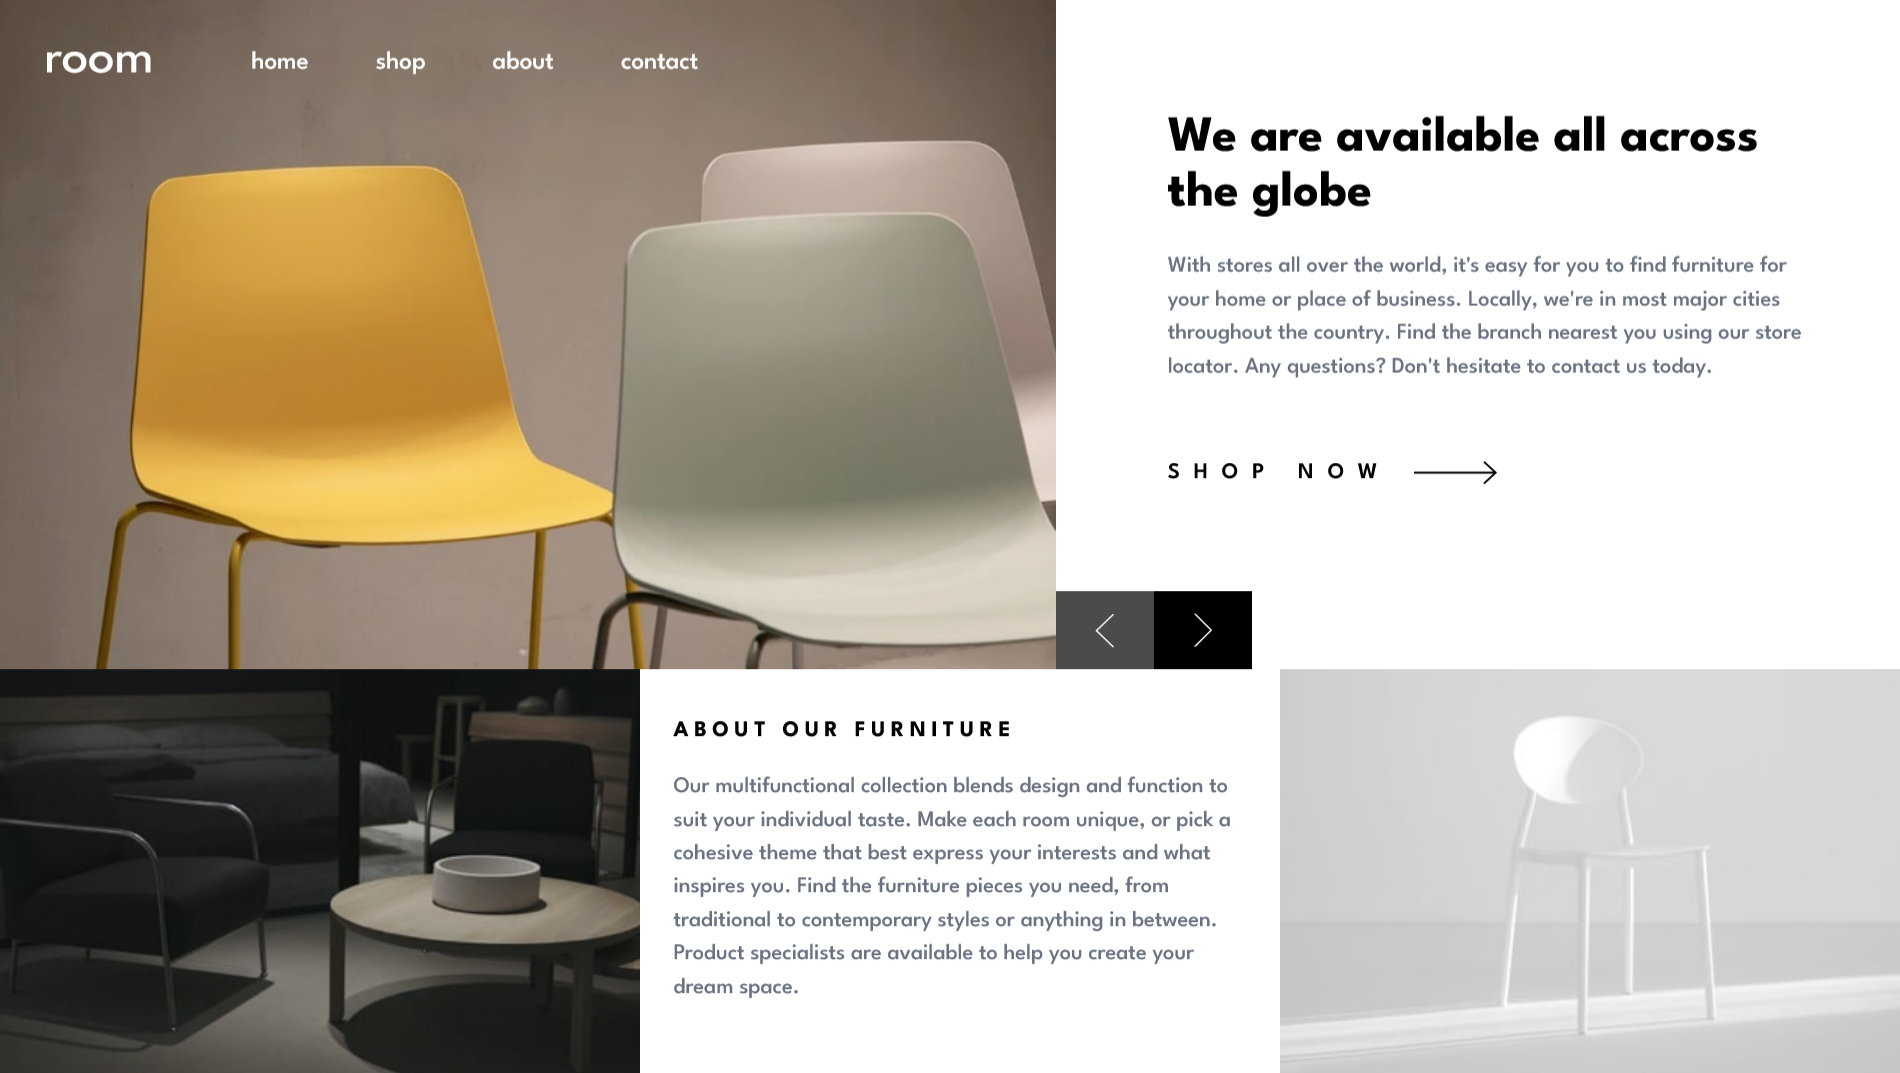 room
home shop about contact
We are available all across
the globe
With stores all over the world, it's easy for you to find furniture for
your home or place of business. Locally, we're in most major cities
throughout the country. Find the branch nearest you using our store
locator. Any questions? Don't hesitate to contact us today.
SHOP NOW
ABOUT OUR FURNITURE
Our multifunctional collection blends design and function to
suit your individual taste. Make each room unique, or pick a
cohesive theme that best express your interests and what
inspires you. Find the furniture pieces you need, from
traditional to contemporary styles or anything in between.
Product specialists are available to help you create your
dream space.